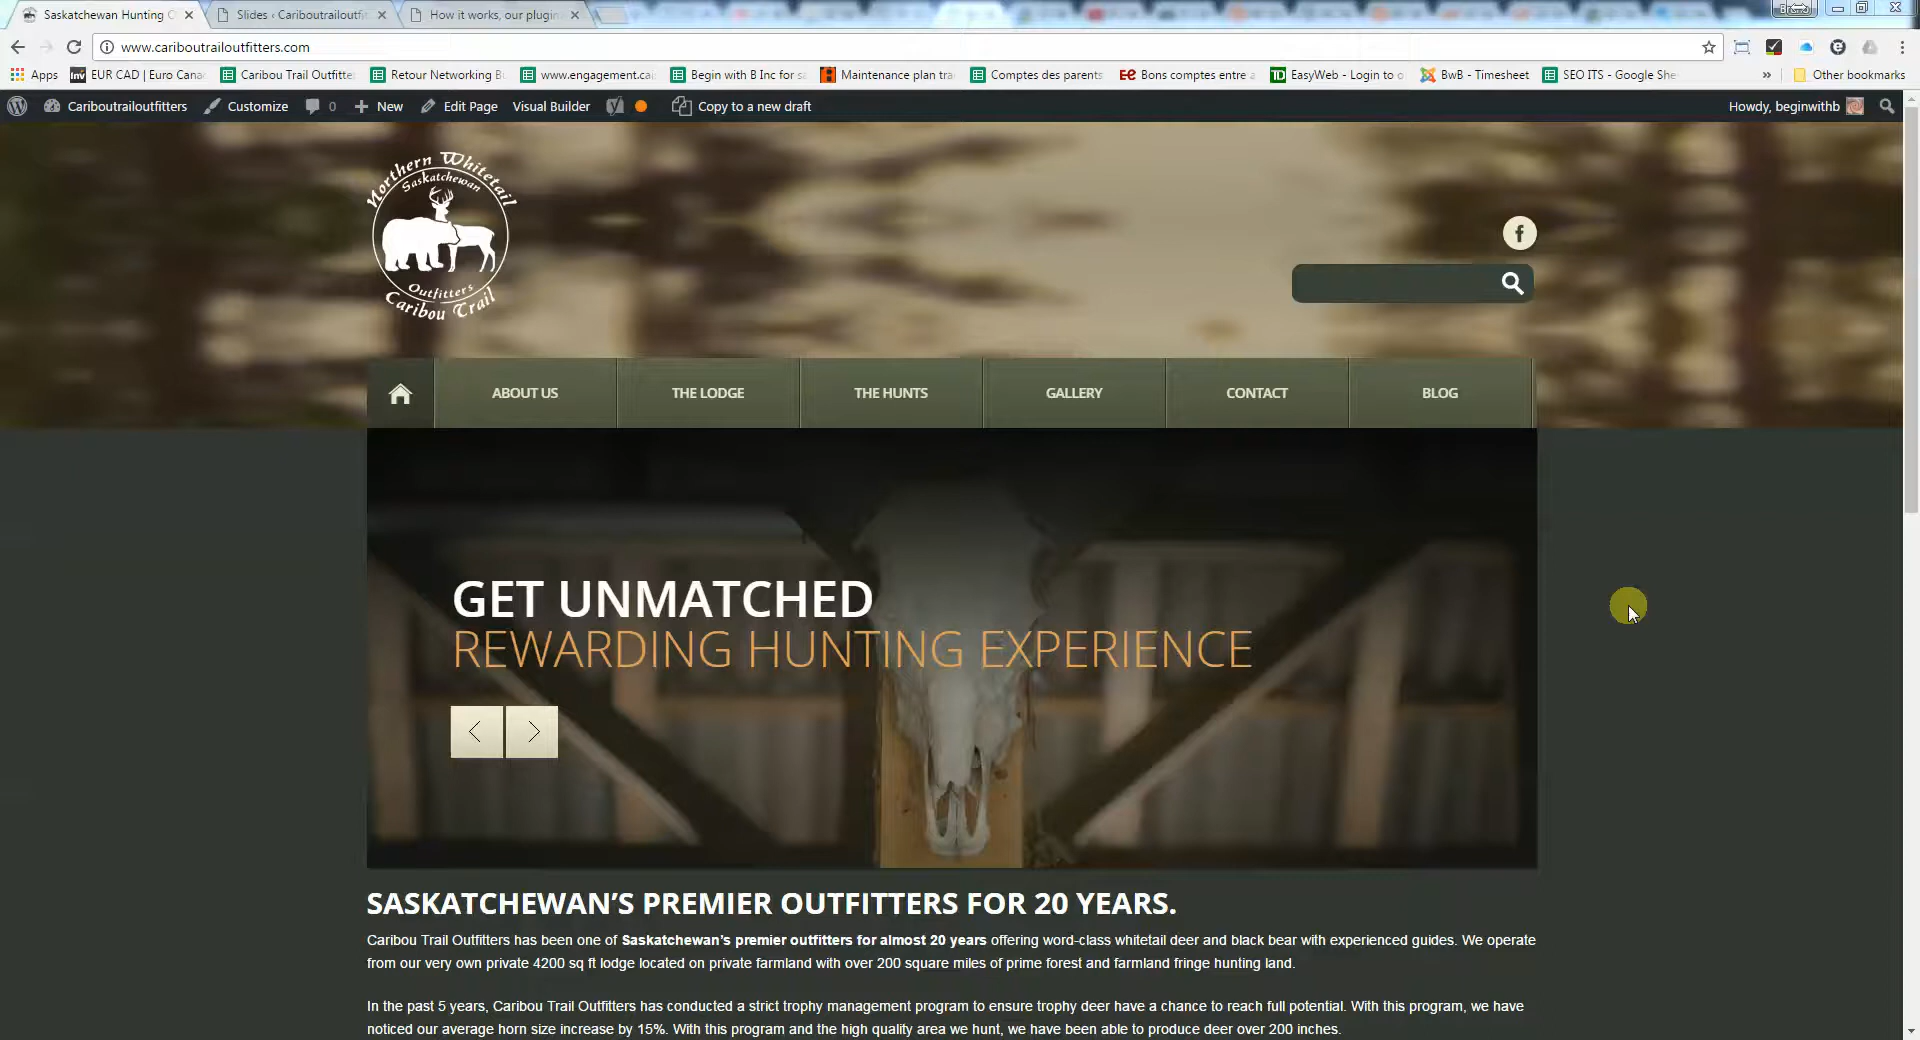 Saskatchewan Hunting O
Slides ‹ Cariboutrailoutfi
How it works, our plugin
www.cariboutrailoutfitters.com
Apps
Inv EUR CAD | Euro Cana
Caribou Trail Outfitte
Retour Networking B
www.engagement.ca
Begin with B Inc for s
Maintenance plan tra
Comptes des parents
Bons comptes entre a
TD EasyWeb - Login to o
BwB - Timesheet
SEO ITS - Google She
»
Other bookmarks
Cariboutrailoutfitters
Customize
0
New
Edit Page
Visual Builder
Copy to a new draft
Howdy, beginwithb
Northern Whitetail
Saskatchewan
Outfitters
Caribou Trail
ABOUT US
THE LODGE
THE HUNTS
GALLERY
CONTACT
BLOG
GET UNMATCHED
REWARDING HUNTING EXPERIENCE
SASKATCHEWAN’S PREMIER OUTFITTERS FOR 20 YEARS.
Caribou Trail Outfitters has been one of Saskatchewan’s premier outfitters for almost 20 years offering word-class whitetail deer and black bear with experienced guides. We operate
from our very own private 4200 sq ft lodge located on private farmland with over 200 square miles of prime forest and farmland fringe hunting land.
In the past 5 years, Caribou Trail Outfitters has conducted a strict trophy management program to ensure trophy deer have a chance to reach full potential. With this program, we have
noticed our average horn size increase by 15%. With this program and the high quality area we hunt, we have been able to produce deer over 200 inches.